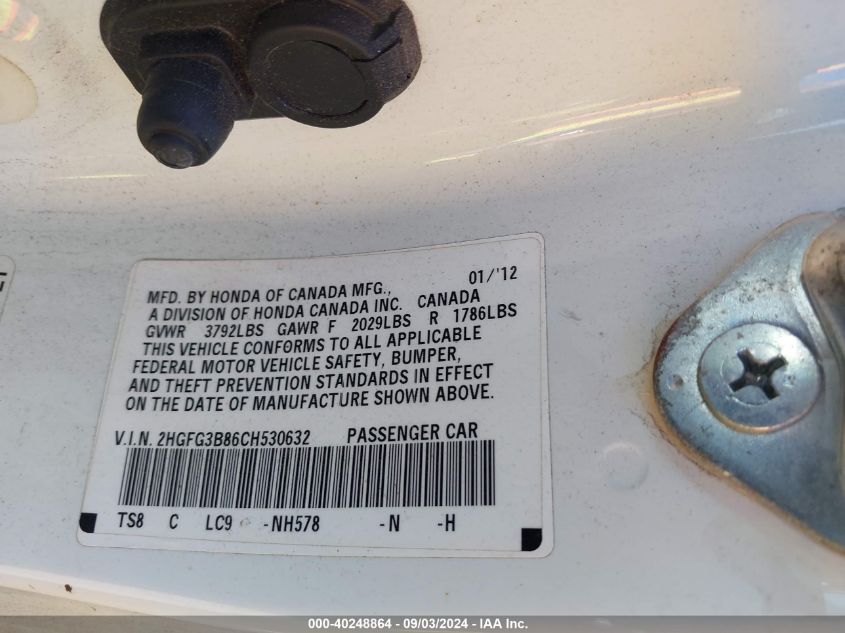 01/'12
MFD. BY HONDA OF CANADA MFG.,
A DIVISION OF HONDA CANADA INC. CANADA
GVWR 3792LBS GAWR F 2029LBS R 1786LBS
THIS VEHICLE CONFORMS TO ALL APPLICABLE
FEDERAL MOTOR VEHICLE SAFETY, BUMPER,
AND THEFT PREVENTION STANDARDS IN EFFECT
ON THE DATE OF MANUFACTURE SHOWN ABOVE.
V.I.N. 2HGFG3B86CH530632 PASSENGER CAR
TS8 C LC9 -NH578 -N -H
000-40248864 - 09/03/2024 - IAA Inc.